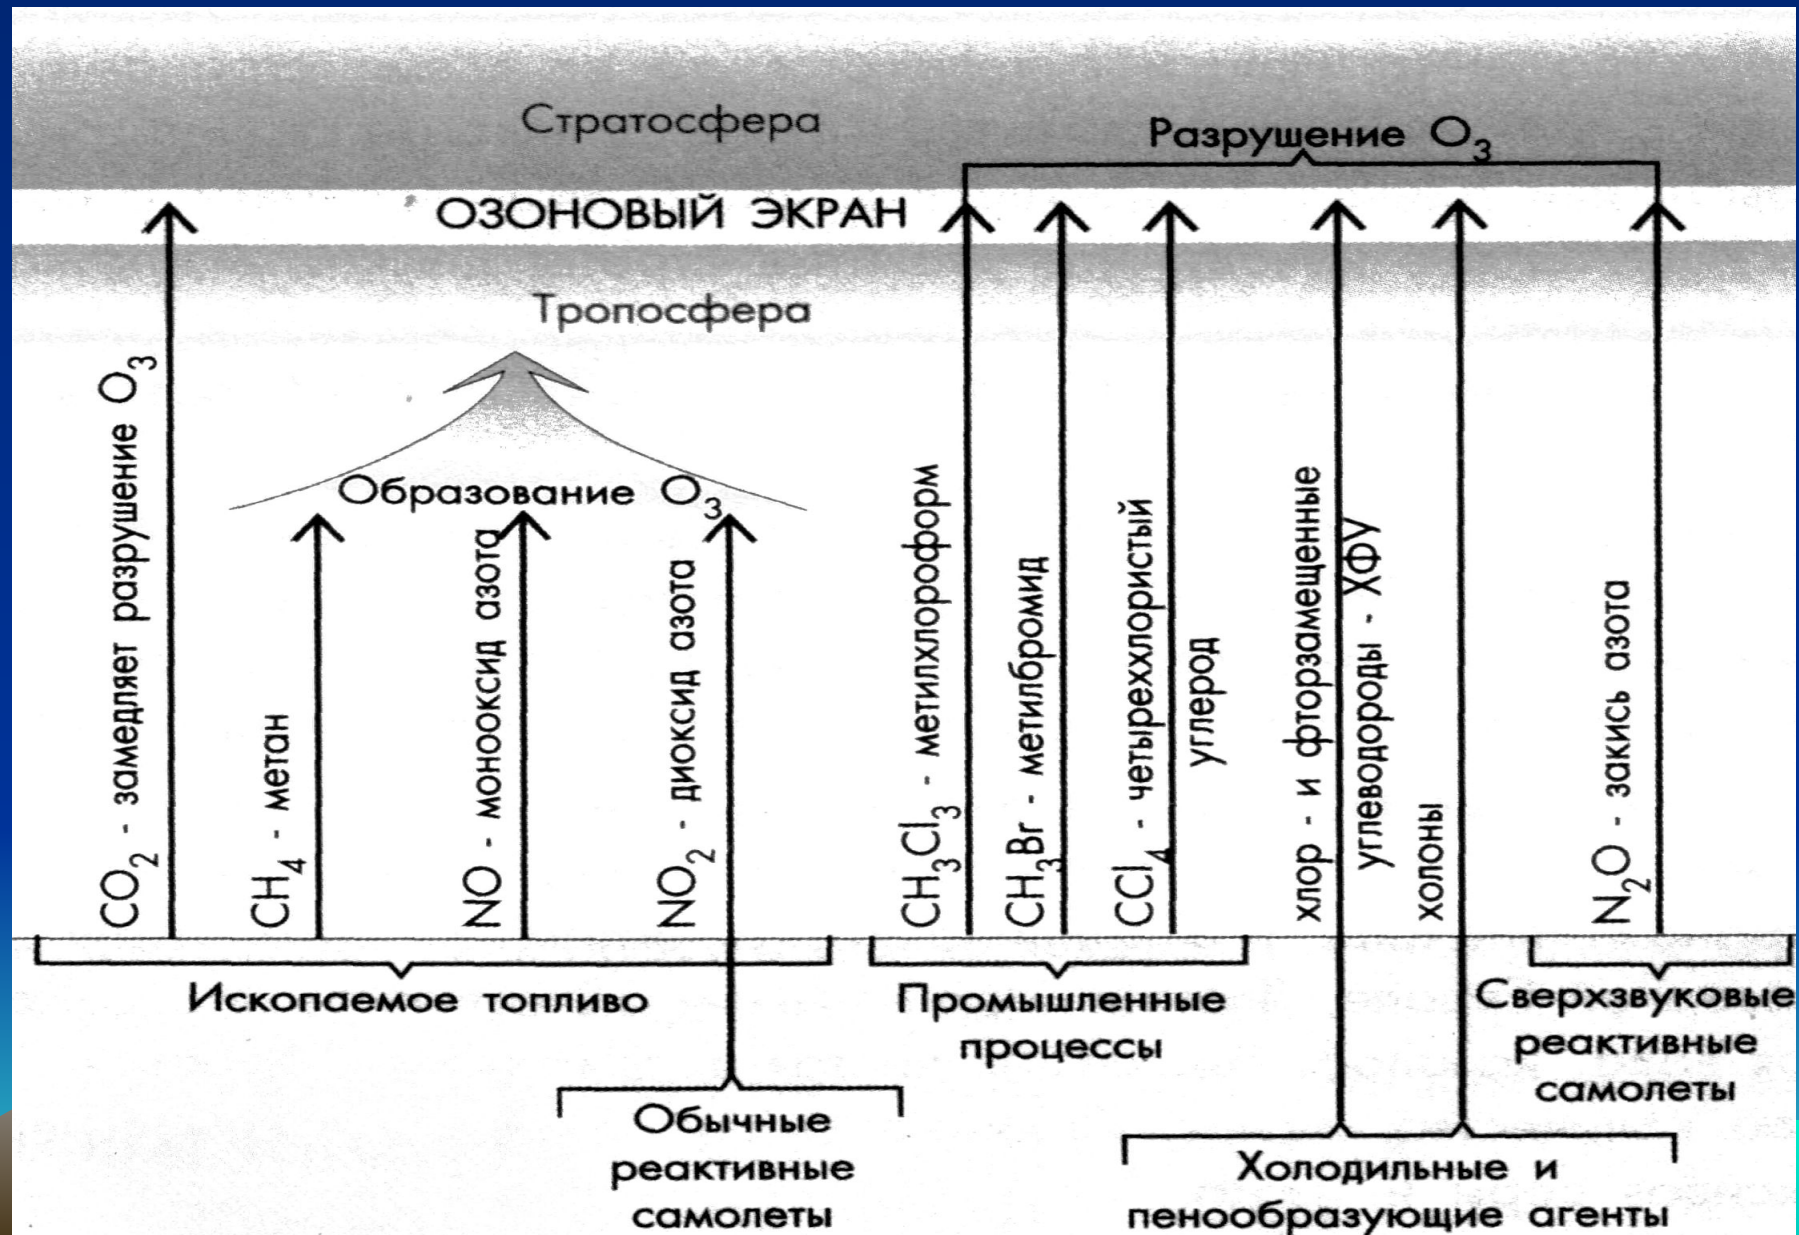 Стратосфера
Разрушение O₃
ОЗОНОВЫЙ ЭКРАН
Тропосфера
Образование O₃
CO₂ - замедляет разрушение O₃
CH₄ - метан
NO - монооксид азота
NO₂ - диоксид азота
CH₃Cl₃ - метилхлороформ
CH₃Br - метилбромид
CCl₄ - четыреххлористый
углерод
хлор - и фторзамещенные
углеводороды - ХФУ
холоны
N₂O - закись азота
Ископаемое топливо
Промышленные
процессы
Сверхзвуковые
реактивные
самолеты
Обычные
реактивные
самолеты
Холодильные и
пенообразующие агенты